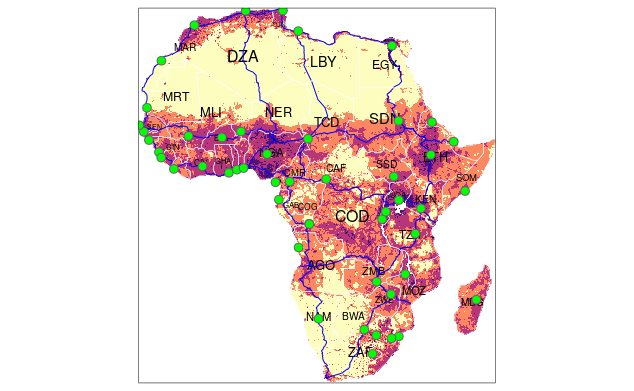 MAR
DZA
LBY
EGY
MRT
MLI
NER
TCD
SDN
SEN
GIN
GHA
NGA
CMR
CAF
SSD
ETH
SOM
GAB
COG
COD
KEN
TZA
AGO
ZMB
MOZ
ZWE
MDG
NAM
BWA
ZAF